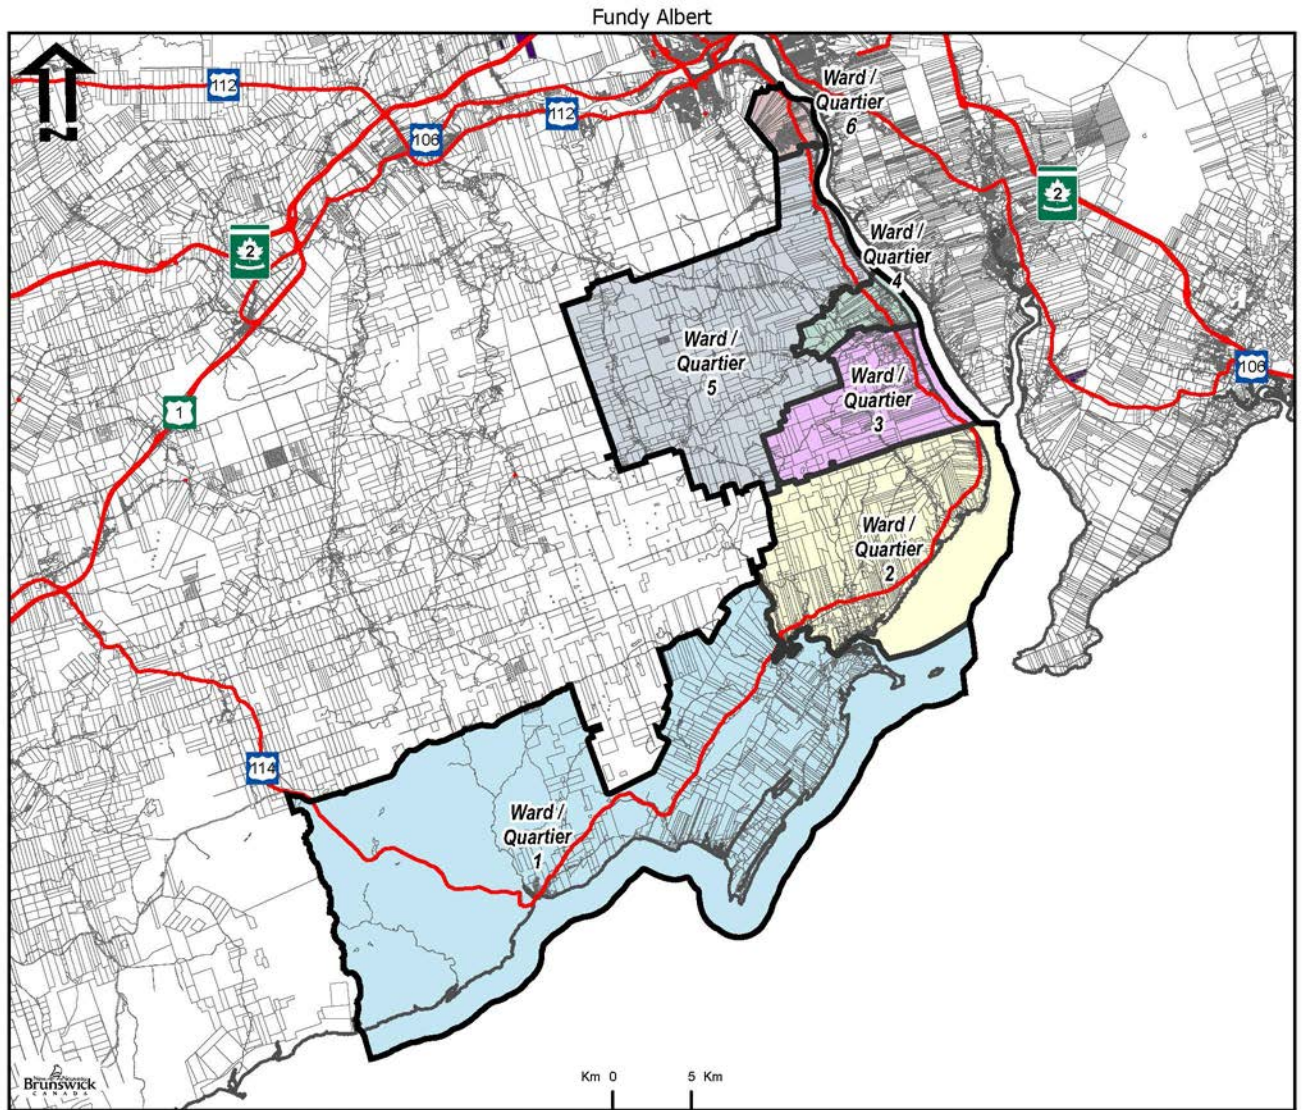 Fundy Albert
N
112
112
106
2
2
1
106
114
Ward /
Quartier
6
Ward /
Quartier
4
Ward /
Quartier
5
Ward /
Quartier
3
Ward /
Quartier
2
Ward /
Quartier
1
Brunswick
CANADA
Km 0 5 Km